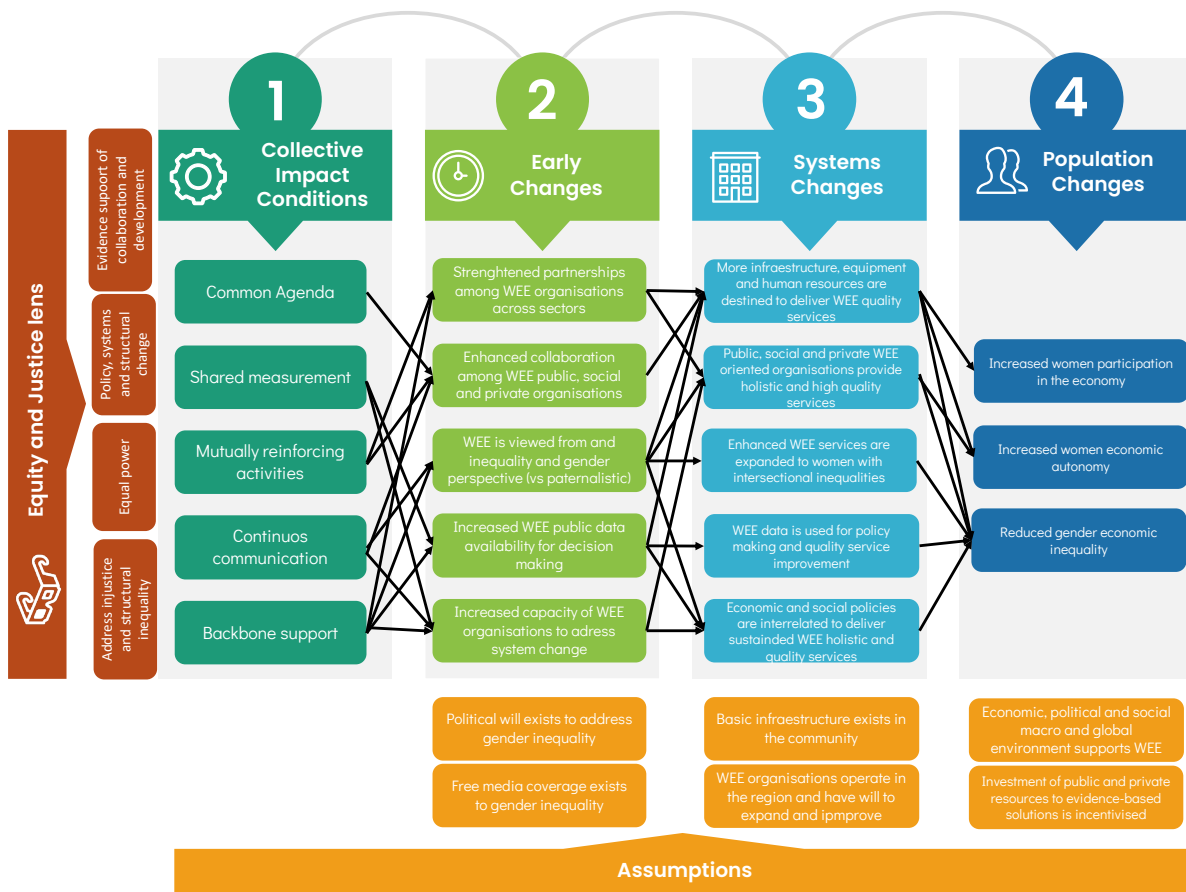 1
2
3
4
Collective
Impact
Conditions
Early
Changes
Systems
Changes
Population
Changes
Equity and Justice lens
Evidence suppoort of
collaboration and
development
Policy, systems
and structural
change
Equal power
Address injustice
and structural
inequality
Common Agenda
Shared measurement
Mutually reinforcing
activities
Continuos
communication
Backbone support
Strenghtened partnerships
among WEE organisations
across sectors
Enhanced collaboration
among WEE public, social
and private organisations
WEE is viewed from and
inequality and gender
perspective (vs paternalistic)
Increased WEE public data
availability for decision
making
Increased capacity of WEE
organisations to adress
system change
More infraestructure, equipment
and human resources are
destined to deliver WEE quality
services
Public, social and private WEE
oriented organisations provide
holistic and high quality
services
Enhanced WEE services are
expanded to women with
intersectional inequalities
WEE data is used for policy
making and quality service
improvement
Economic and social policies
are interrelated to deliver
sustainded WEE holistic and
quality services
Increased women participation
in the economy
Increased women economic
autonomy
Reduced gender economic
inequality
Political will exists to address
gender inequality
Free media coverage exists
to gender inequality
Basic infraestructure exists in
the community
WEE organisations operate in
the region and have will to
expand and ipmprove
Economic, political and social
macro and global
environment supports WEE
Investment of public and private
resources to evidence-based
solutions is incentivised
Assumptions